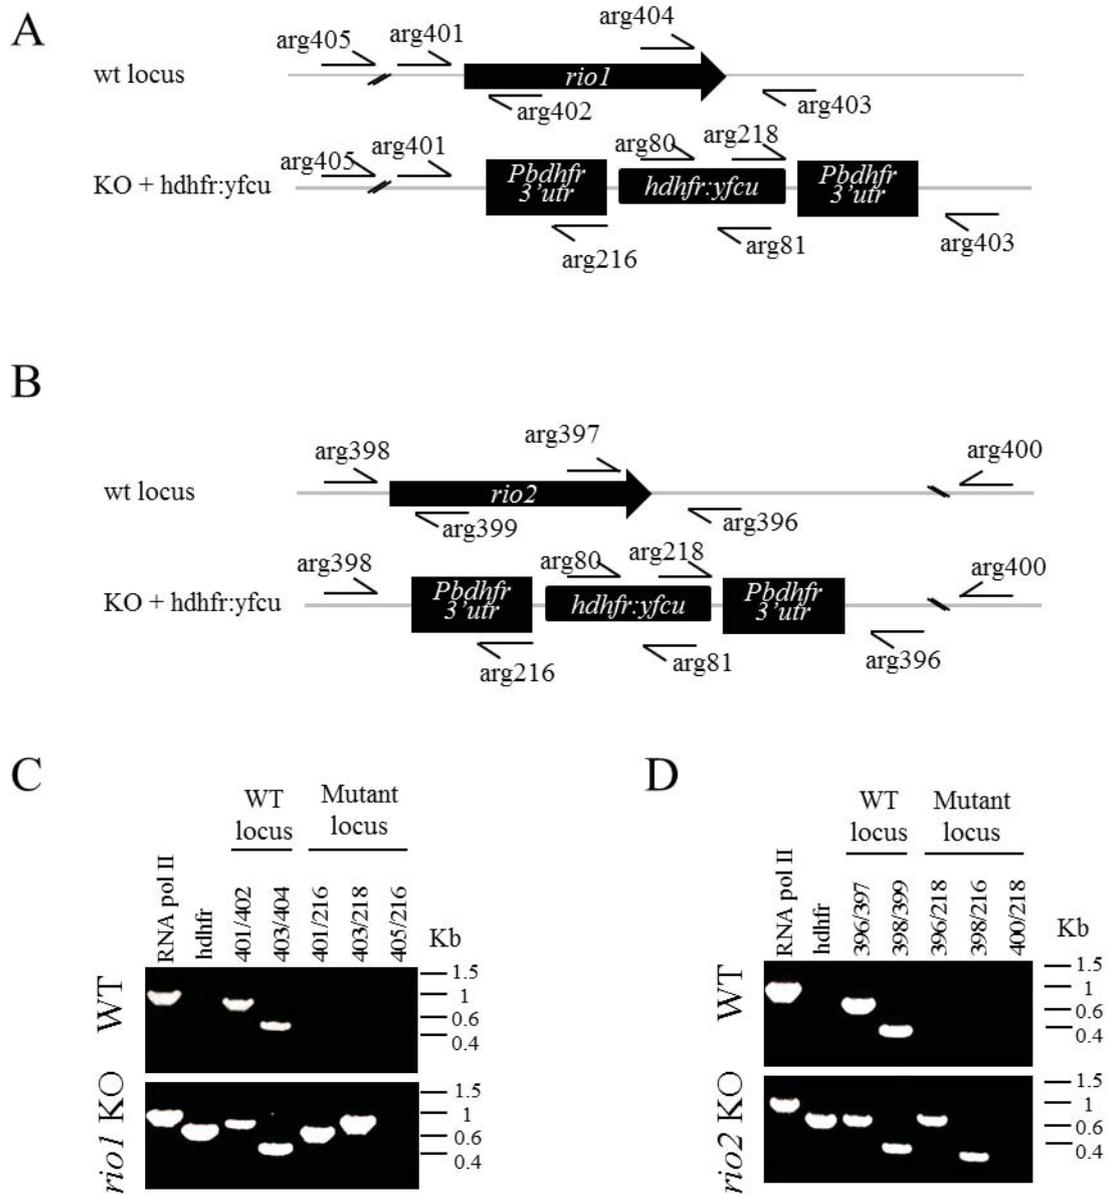 A
arg405
arg401
arg404
wt locus
rio1
arg402
arg403
arg405
arg401
arg80
arg218
KO + hdhfr:yfcu
Pbdhfr
3'utr
hdhfr:yfcu
Pbdhfr
3'utr
arg216
arg81
arg403
B
arg398
arg397
arg400
wt locus
rio2
arg399
arg396
arg398
arg80
arg218
arg400
KO + hdhfr:yfcu
Pbdhfr
3'utr
hdhfr:yfcu
Pbdhfr
3'utr
arg216
arg81
arg396
C
WT
locus
Mutant
locus
RNA pol II
hdhfr
401/402
403/404
401/216
403/218
405/216
Kb
WT
1.5
1
0.6
0.4
rio1 KO
1.5
1
0.6
0.4
D
WT
locus
Mutant
locus
RNA pol II
hdhfr
396/397
398/399
396/218
398/216
400/218
Kb
WT
1.5
1
0.6
0.4
rio2 KO
1.5
1
0.6
0.4